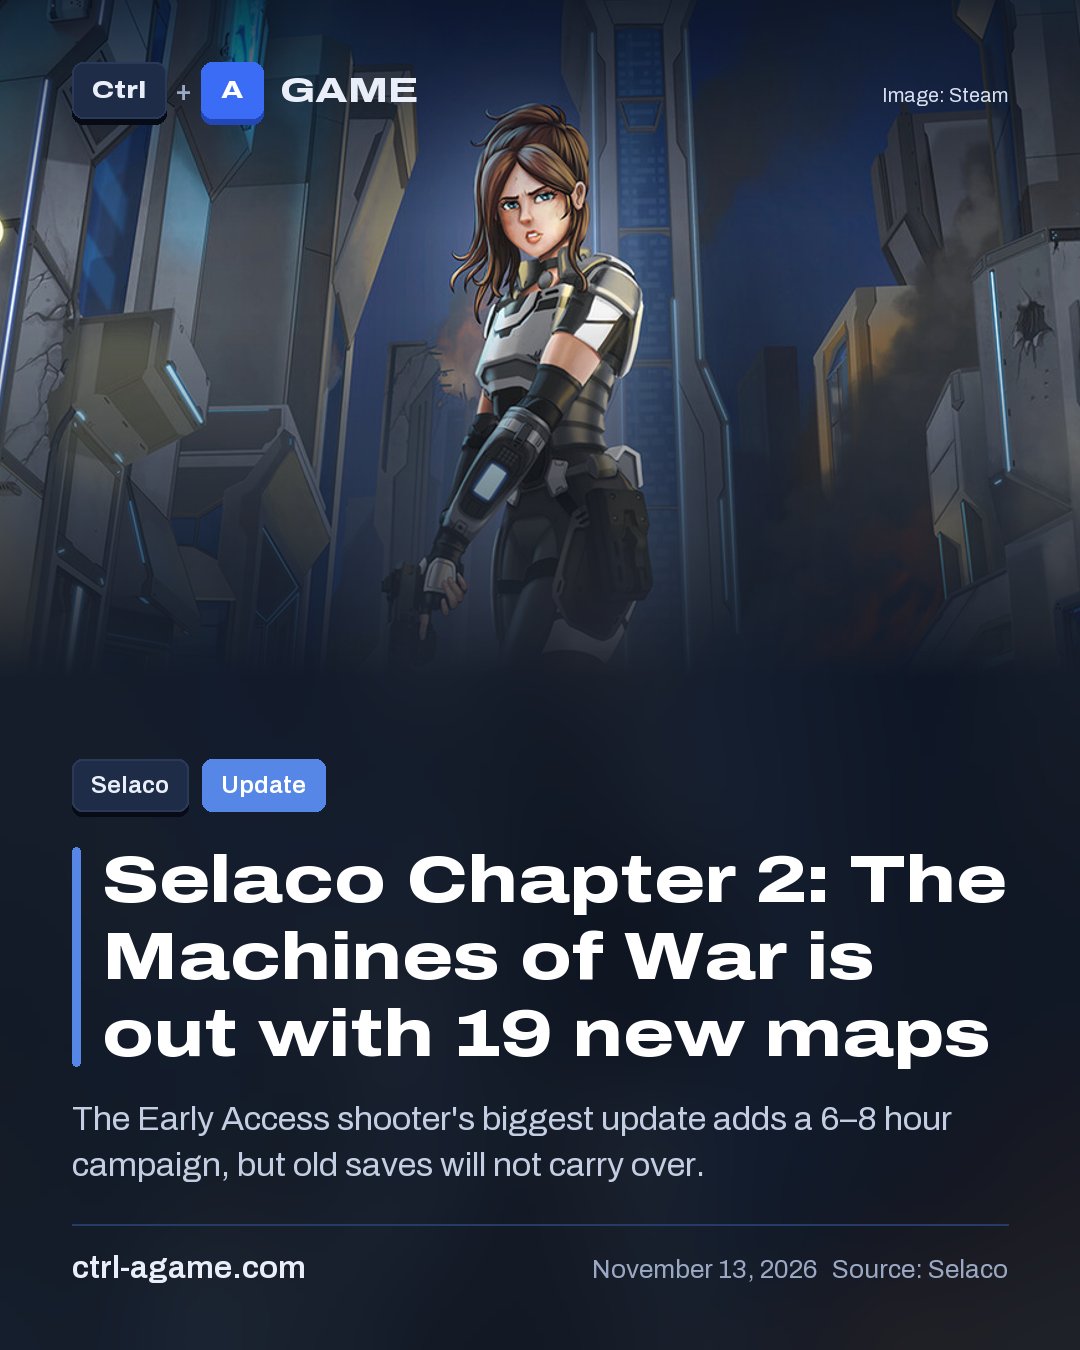 Ctrl + A GAME
Image: Steam
Selaco Update
Selaco Chapter 2: The
Machines of War is
out with 19 new maps
The Early Access shooter's biggest update adds a 6–8 hour
campaign, but old saves will not carry over.
ctrl-agame.com
November 13, 2026 Source: Selaco